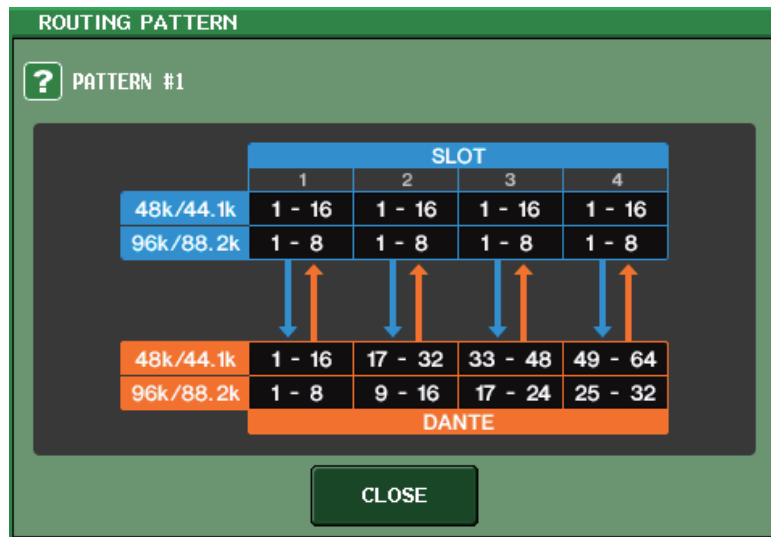 ROUTING PATTERN
? PATTERN #1
SLOT
1 2 3 4
48k/44.1k 1 - 16 1 - 16 1 - 16 1 - 16
96k/88.2k 1 - 8 1 - 8 1 - 8 1 - 8
48k/44.1k 1 - 16 17 - 32 33 - 48 49 - 64
96k/88.2k 1 - 8 9 - 16 17 - 24 25 - 32
DANTE
CLOSE